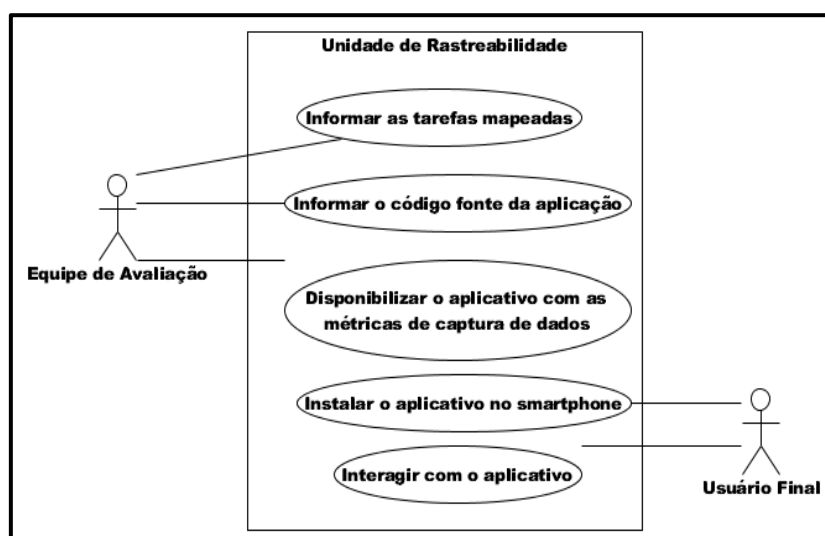 Unidade de Rastreabilidade
Informar as tarefas mapeadas
Informar o código fonte da aplicação
Equipe de Avaliação
Disponibilizar o aplicativo com as
métricas de captura de dados
Instalar o aplicativo no smartphone
Interagir com o aplicativo
Usuário Final